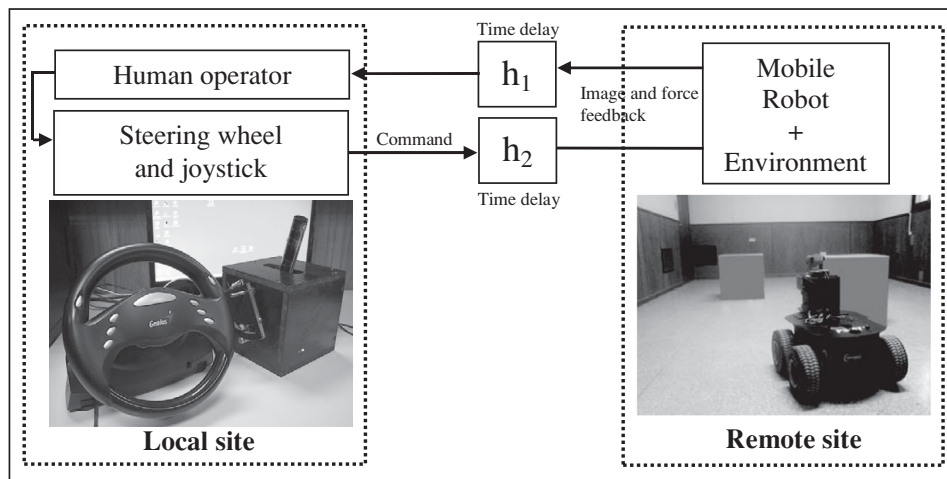 Time delay
h1
Human operator
Image and force
feedback
Mobile
Robot
+
Environment
Steering wheel
and joystick
Command
h2
Time delay
Genius
Local site
Remote site